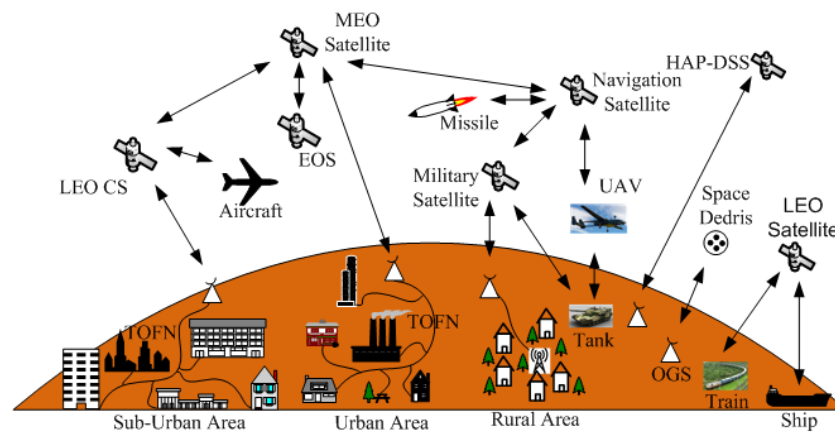 MEO
Satellite
HAP-DSS
Navigation
Satellite
Missile
EOS
LEO CS
Aircraft
Military
Satellite
UAV
Space
Dedris
LEO
Satellite
TOFN
TOFN
Tank
OGS
Train
Sub-Urban Area
Urban Area
Rural Area
Ship